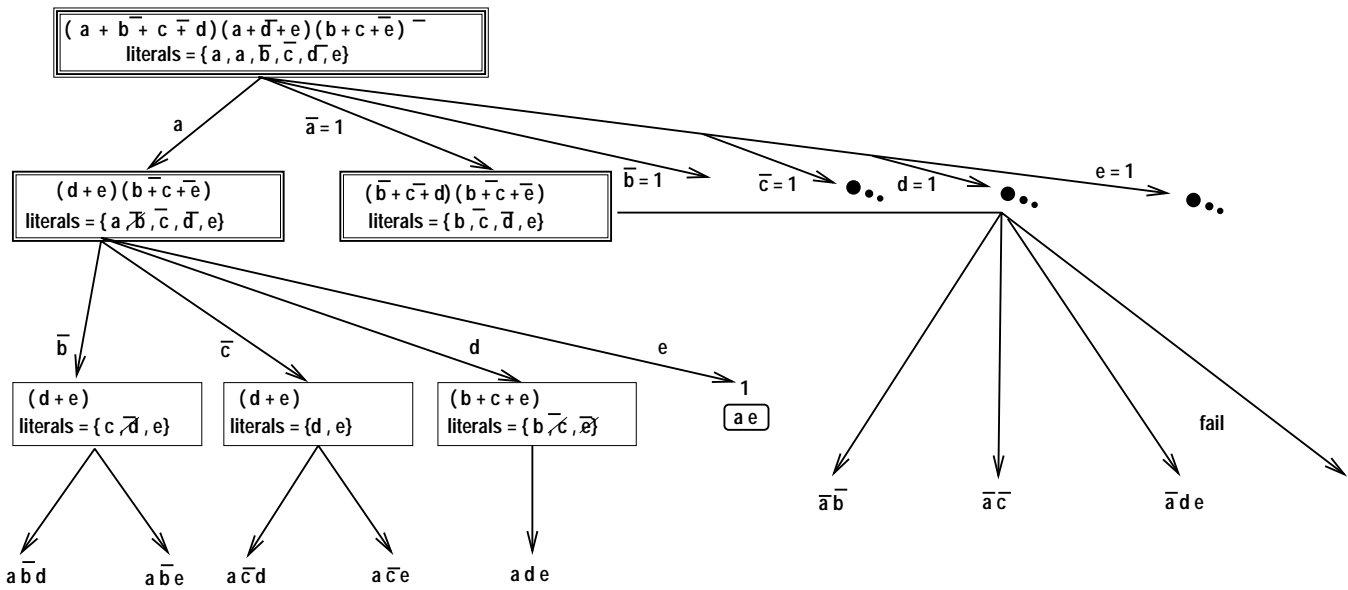 ( a + b̅ + c + d ) ( a + d̅ + e ) ( b + c + e̅ )
literals = { a , a , b̅ , c̅ , d̅ , e }
a
a̅ = 1
b̅ = 1
c̅ = 1
d = 1
e = 1
( d + e ) ( b + c + e̅ )
literals = { a , b̅ , c̅ , d̅ , e }
( b̅ + c̅ + d ) ( b + c + e̅ )
literals = { b , c̅ , d̅ , e }
b̅
c̅
d
e
( d + e )
literals = { c , d̅ , e }
( d + e )
literals = { d , e }
( b + c + e )
literals = { b , c̅ , e̅ }
1
a e
fail
a̅ b̅
a̅ c̅
a̅ d e
a b̅ d
a b̅ e
a c̅ d
a c̅ e
a d e